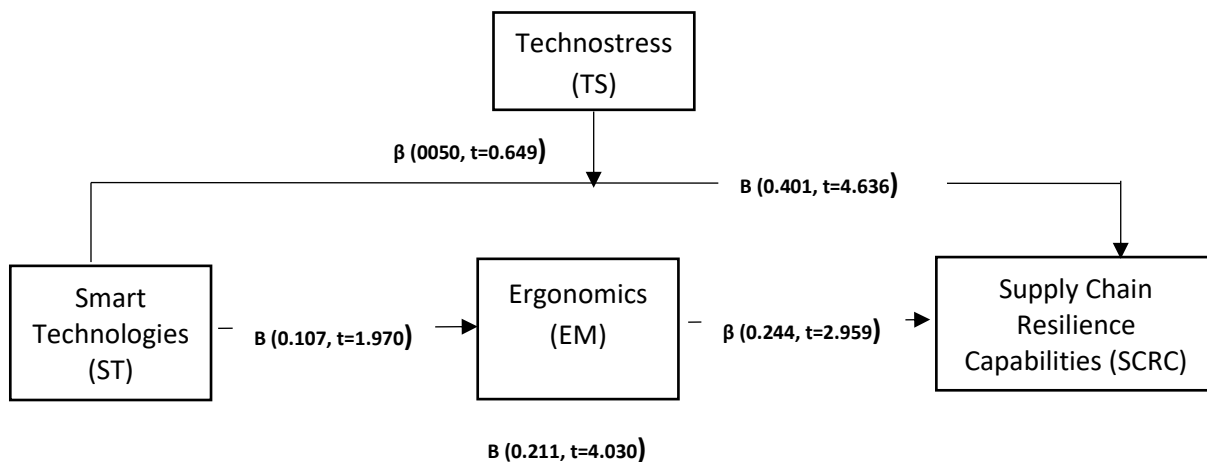 Technostress
(TS)
β (0050, t=0.649)
B (0.401, t=4.636)
Smart
Technologies
(ST)
B (0.107, t=1.970)
Ergonomics
(EM)
β (0.244, t=2.959)
Supply Chain
Resilience
Capabilities (SCRC)
B (0.211, t=4.030)